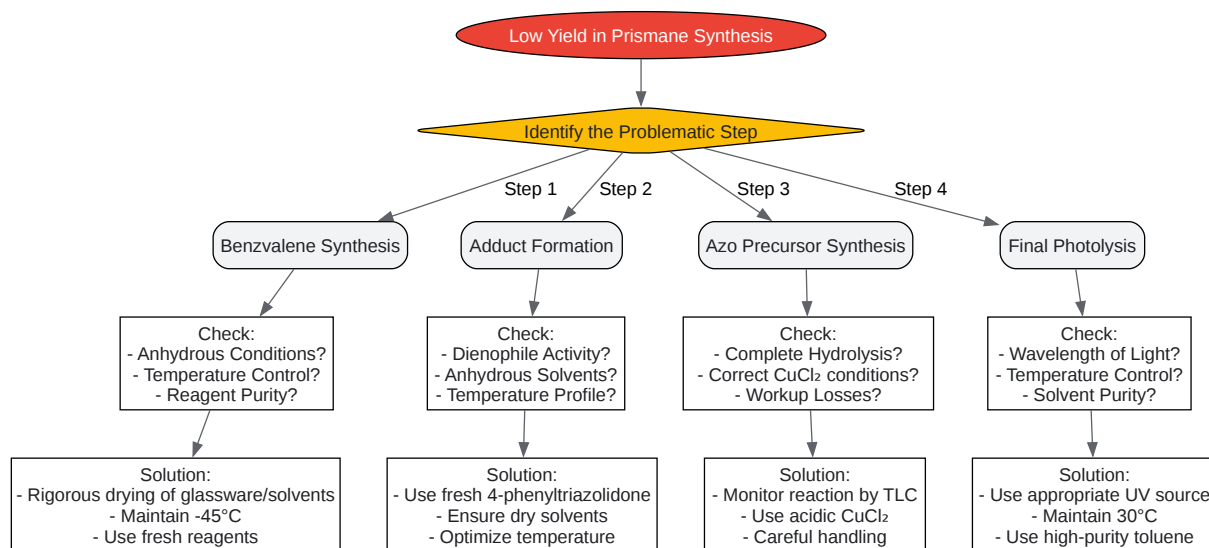 Low Yield in Prismane Synthesis
Identify the Problematic Step
Step 1
Step 2
Step 3
Step 4
Benzvalene Synthesis
Adduct Formation
Azo Precursor Synthesis
Final Photolysis
Check:
- Anhydrous Conditions?
- Temperature Control?
- Reagent Purity?
Check:
- Dienophile Activity?
- Anhydrous Solvents?
- Temperature Profile?
Check:
- Complete Hydrolysis?
- Correct CuCl₂ conditions?
- Workup Losses?
Check:
- Wavelength of Light?
- Temperature Control?
- Solvent Purity?
Solution:
- Rigorous drying of glassware/solvents
- Maintain -45°C
- Use fresh reagents
Solution:
- Use fresh 4-phenyltriazolidone
- Ensure dry solvents
- Optimize temperature
Solution:
- Monitor reaction by TLC
- Use acidic CuCl₂
- Careful handling
Solution:
- Use appropriate UV source
- Maintain 30°C
- Use high-purity toluene